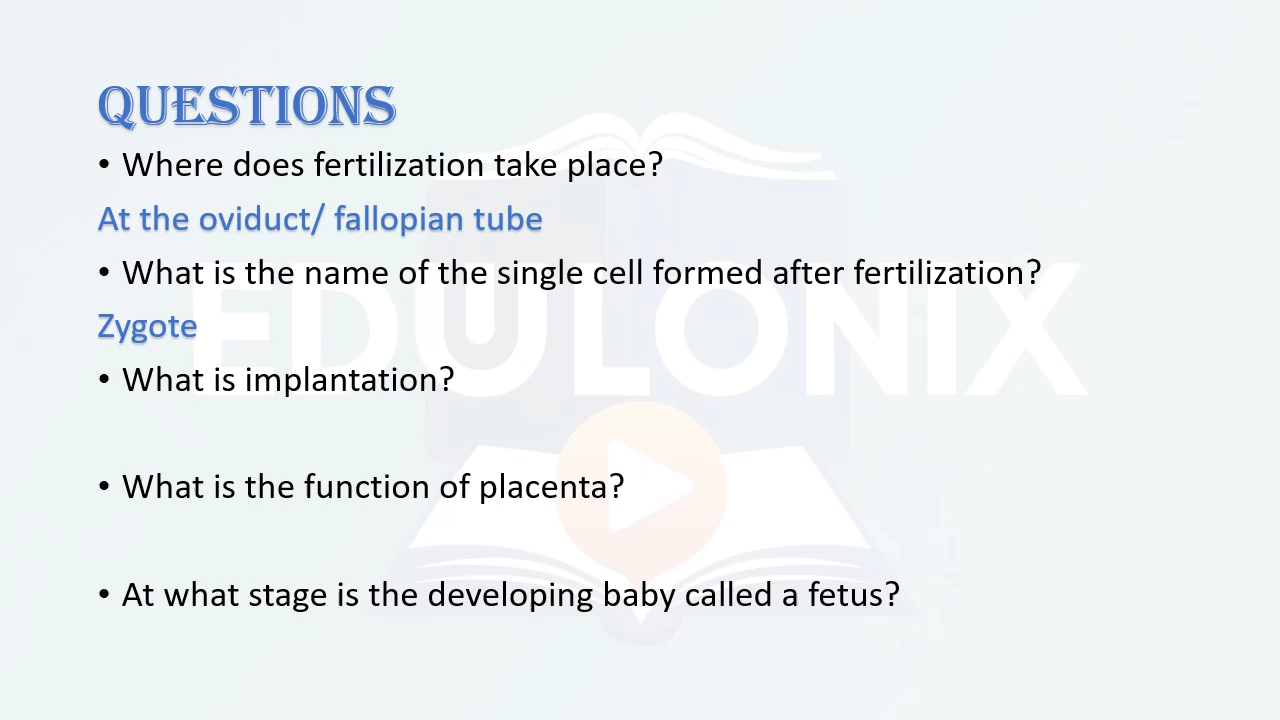 QUESTIONS
• Where does fertilization take place?
At the oviduct/ fallopian tube
• What is the name of the single cell formed after fertilization?
Zygote
• What is implantation?
• What is the function of placenta?
• At what stage is the developing baby called a fetus?
EDULONIX